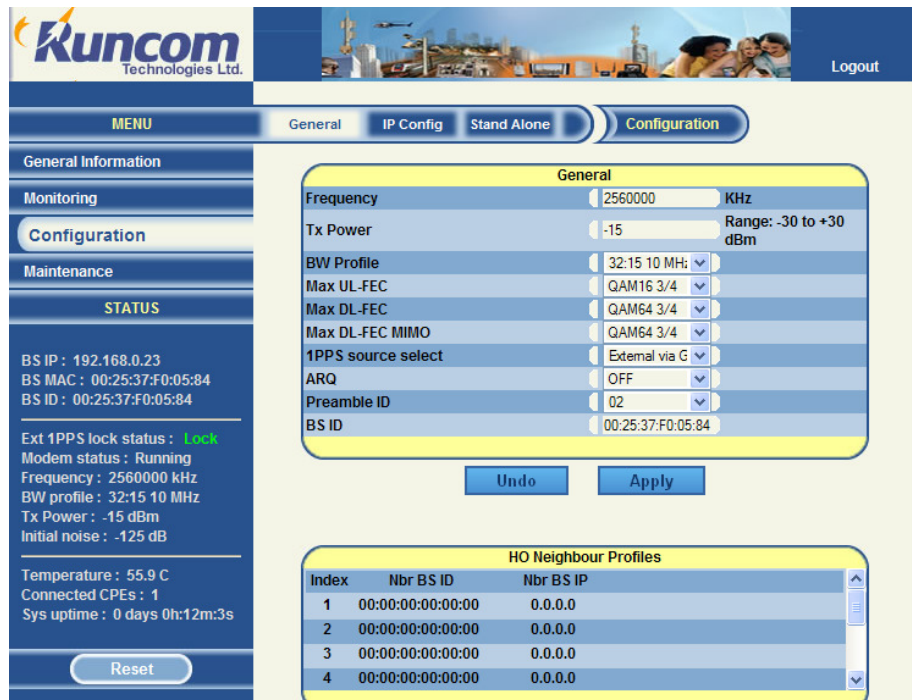 Runcom
Technologies Ltd.
Logout
MENU
General Information
Monitoring
Configuration
Maintenance
STATUS
BS IP : 192.168.0.23
BS MAC : 00:25:37:F0:05:84
BS ID : 00:25:37:F0:05:84
Ext 1PPS lock status : Lock
Modem status : Running
Frequency : 2560000 kHz
BW profile : 32:15 10 MHz
Tx Power : -15 dBm
Initial noise : -125 dB
Temperature : 55.9 C
Connected CPEs : 1
Sys uptime : 0 days 0h:12m:3s
Reset
General IP Config Stand Alone Configuration
General
Frequency 2560000 KHz
Tx Power -15 Range: -30 to +30 dBm
BW Profile 32:15 10 MHz
Max UL-FEC QAM16 3/4
Max DL-FEC QAM64 3/4
Max DL-FEC MIMO QAM64 3/4
1PPS source select External via G
ARQ OFF
Preamble ID 02
BS ID 00:25:37:F0:05:84
Undo Apply
HO Neighbour Profiles
Index Nbr BS ID Nbr BS IP
1 00:00:00:00:00:00 0.0.0.0
2 00:00:00:00:00:00 0.0.0.0
3 00:00:00:00:00:00 0.0.0.0
4 00:00:00:00:00:00 0.0.0.0